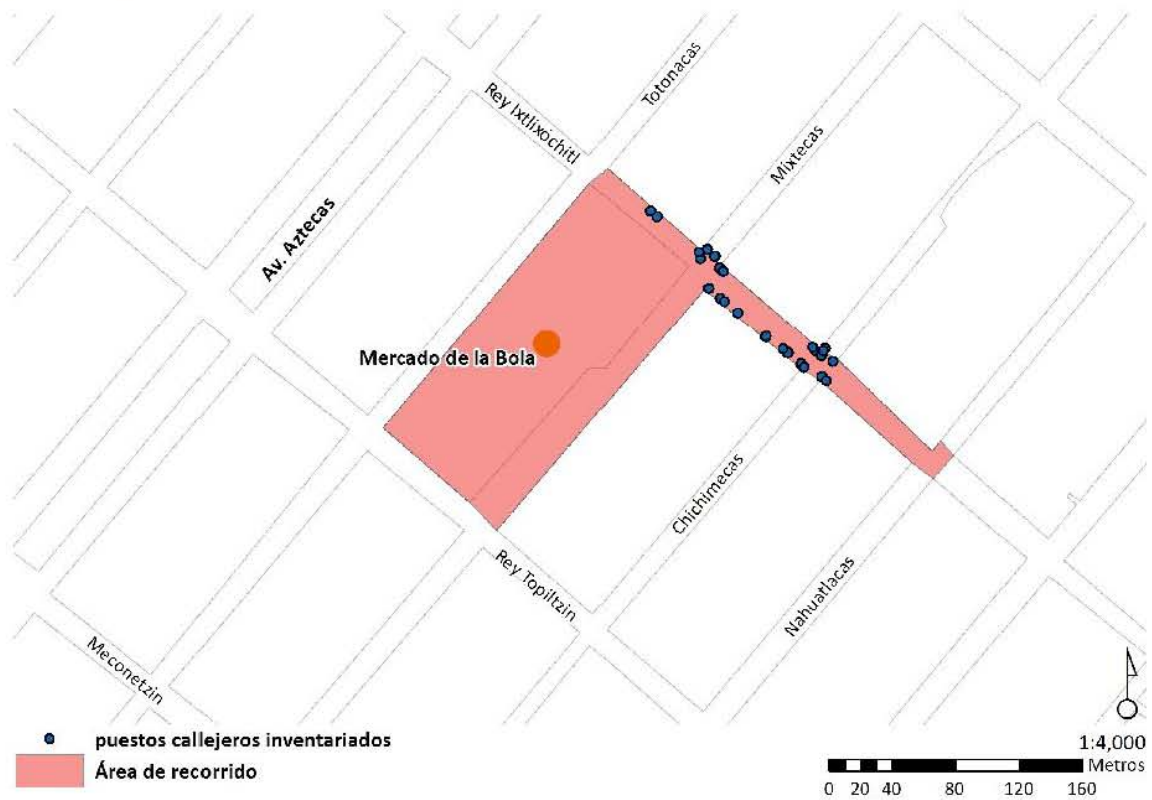 Totonacas
Rey Ixtlixóchitl
Mixtecas
Av. Aztecas
Mercado de la Bola
Chichimecas
Rey Topiltzin
Nahuatlacas
Meconetzin
puestos callejeros inventariados
Área de recorrido
1:4,000
Metros
0 20 40 80 120 160